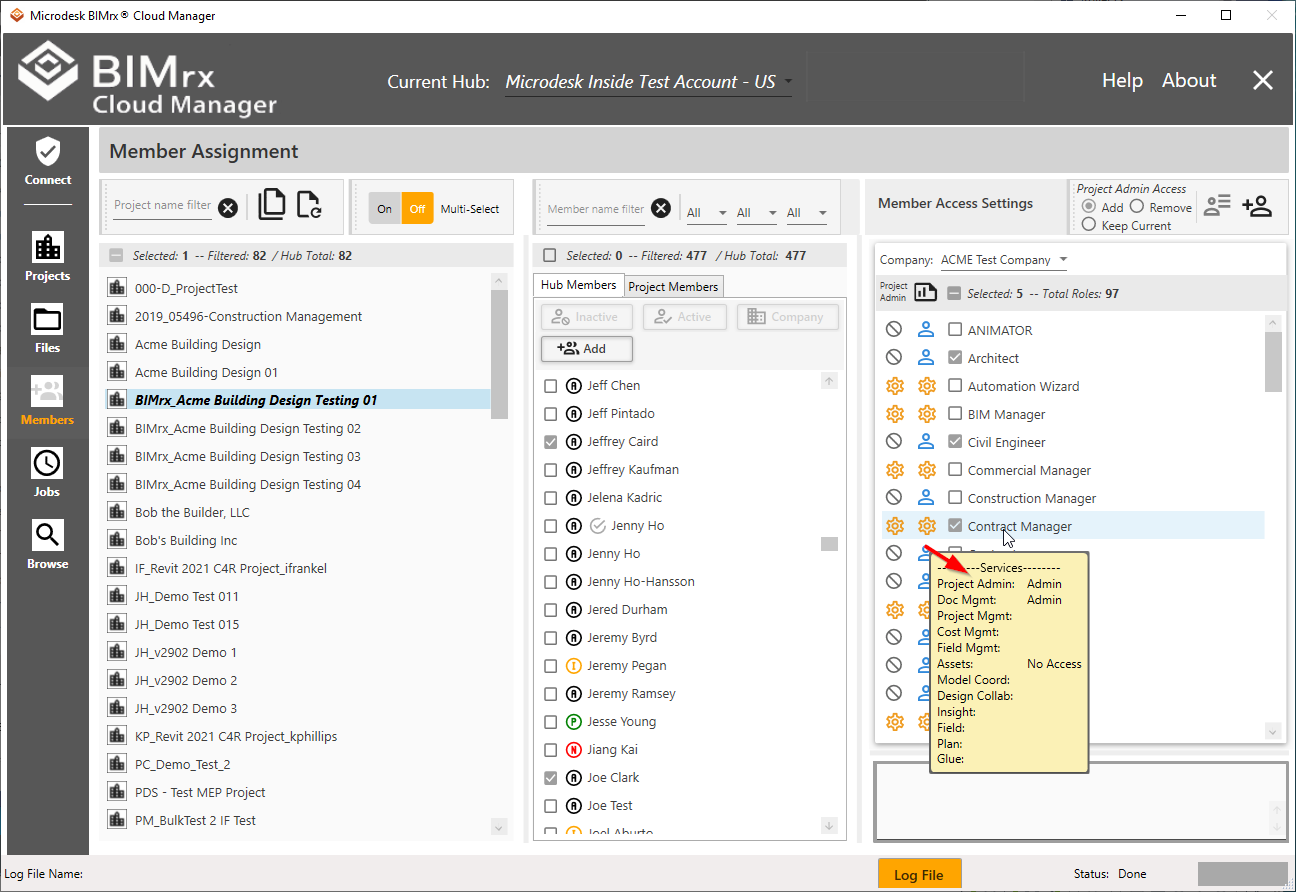 Microdesk BIMrx® Cloud Manager
BIMrx
Cloud Manager
Current Hub: Microdesk Inside Test Account - US
Help About
Connect
Projects
Files
Members
Jobs
Browse
Member Assignment
Project name filter
On Off Multi-Select
Selected: 1 -- Filtered: 82 / Hub Total: 82
000-D_ProjectTest
2019_05496-Construction Management
Acme Building Design
Acme Building Design 01
BIMrx_Acme Building Design Testing 01
BIMrx_Acme Building Design Testing 02
BIMrx_Acme Building Design Testing 03
BIMrx_Acme Building Design Testing 04
Bob the Builder, LLC
Bob's Building Inc
IF_Revit 2021 C4R Project_ifrankel
JH_Demo Test 011
JH_Demo Test 015
JH_v2902 Demo 1
JH_v2902 Demo 2
JH_v2902 Demo 3
KP_Revit 2021 C4R Project_kphillips
PC_Demo_Test_2
PDS - Test MEP Project
PM_BulkTest 2 IF Test
Member name filter
All All All
Selected: 0 -- Filtered: 477 / Hub Total: 477
Hub Members Project Members
Inactive Active Company
Add
A Jeff Chen
A Jeff Pintado
A Jeffrey Caird
A Jeffrey Kaufman
A Jelena Kadric
A Jenny Ho
A Jenny Ho
A Jenny Ho-Hansson
A Jered Durham
A Jeremy Byrd
I Jeremy Pegan
A Jeremy Ramsey
P Jesse Young
N Jiang Kai
A Joe Clark
A Joe Test
I Joel Aburto
Member Access Settings
Project Admin Access
Add Remove
Keep Current
Company: ACME Test Company
Project
Admin
Selected: 5 -- Total Roles: 97
ANIMATOR
Architect
Automation Wizard
BIM Manager
Civil Engineer
Commercial Manager
Construction Manager
Contract Manager
--------Services--------
Project Admin: Admin
Doc Mgmt: Admin
Project Mgmt:
Cost Mgmt:
Field Mgmt:
Assets: No Access
Model Coord:
Design Collab:
Insight:
Field:
Plan:
Glue:
Log File Name:
Log File
Status: Done